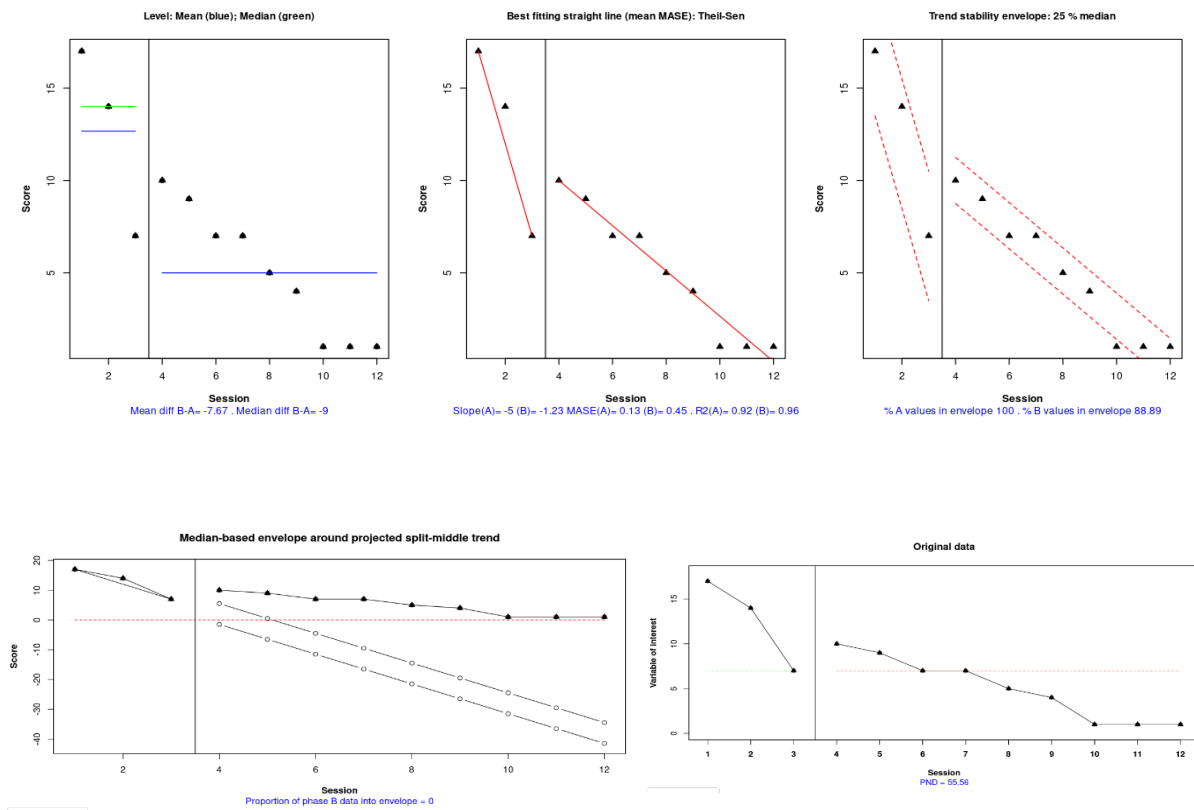 Level: Mean (blue); Median (green)
Score
5
10
15
2
4
6
8
10
12
Session
Mean diff B-A= -7.67 . Median diff B-A= -9
Best fitting straight line (mean MASE): Theil-Sen
Score
5
10
15
2
4
6
8
10
12
Session
Slope(A)= -5 (B)= -1.23 MASE(A)= 0.13 (B)= 0.45 . R2(A)= 0.92 (B)= 0.96
Trend stability envelope: 25 % median
Score
5
10
15
2
4
6
8
10
12
Session
% A values in envelope 100 . % B values in envelope 88.89
Median-based envelope around projected split-middle trend
Score
-40
-30
-20
-10
0
10
20
2
4
6
8
10
12
Session
Proportion of phase B data into envelope = 0
Original data
Variable of interest
0
5
10
15
1
2
3
4
5
6
7
8
9
10
11
12
Session
PND = 55.56